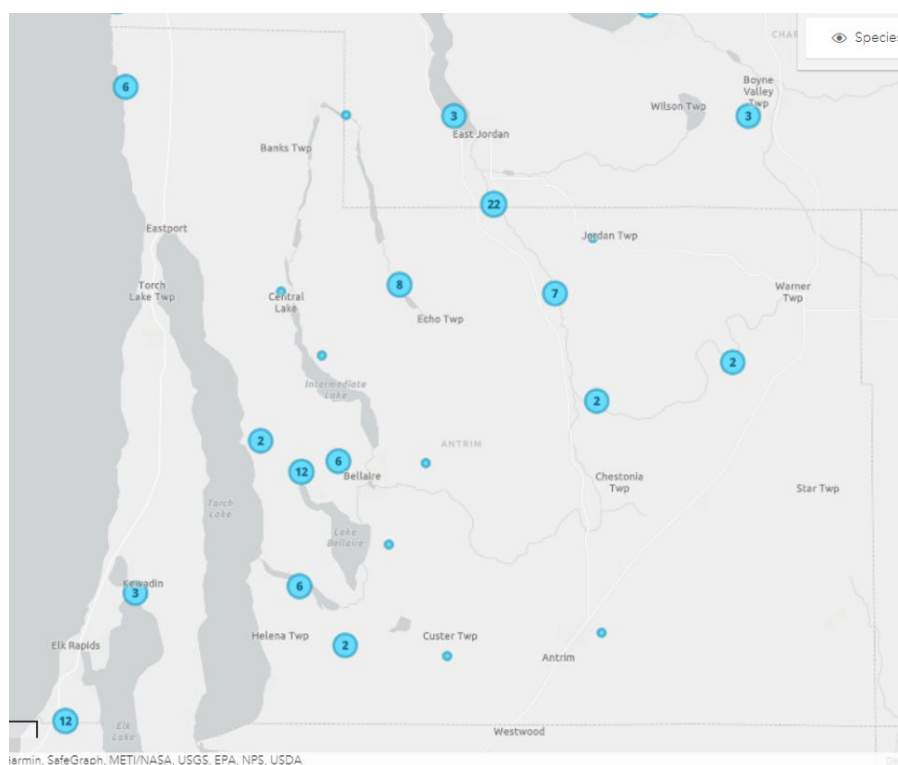 Species
CHAR
Boyne
Valley
Twp
6
3
3
Wilson Twp
East Jordan
Banks Twp
22
Eastport
Jordan Twp
Torch
Lake Twp
8
7
Warner
Twp
Central
Lake
Echo Twp
2
Intermediate
Lake
2
2
ANTRIM
12
6
Bellaire
Chestonia
Twp
Star Twp
Torch
Lake
Lake
Bellaire
Kewadin
3
6
Helena Twp
2
Custer Twp
Elk Rapids
Antrim
12
Elk
Lake
Westwood
Garmin, SafeGraph, METI/NASA, USGS, EPA, NPS, USDA